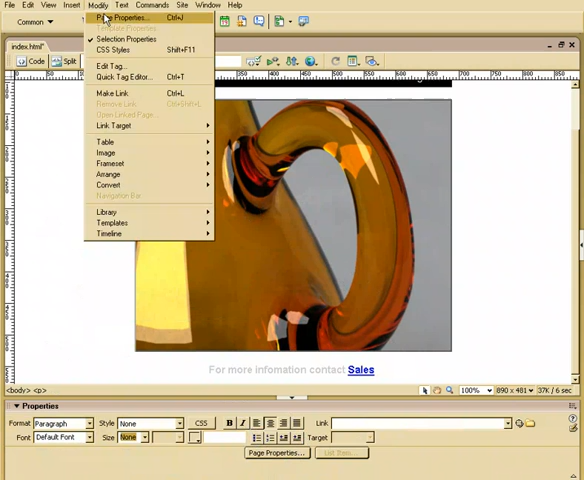 File Edit View Insert Modify Text Commands Site Window Help
Page Properties... Ctrl+J
Common
Template Properties
index.html* Selection Properties
CSS Styles Shift+F11
Code Split
Edit Tag...
Quick Tag Editor... Ctrl+T
Make Link Ctrl+L
Remove Link Ctrl+Shift+L
Open Linked Page...
Link Target
Table
Image
Frameset
Arrange
Convert
Navigation Bar
Library
Templates
Timeline
For more infomation contact Sales
<body> <p> 100% 890 x 481 37K / 6 sec
Properties
Format Paragraph Style None CSS B I Link
Font Default Font Size None Target
Page Properties... List Item...